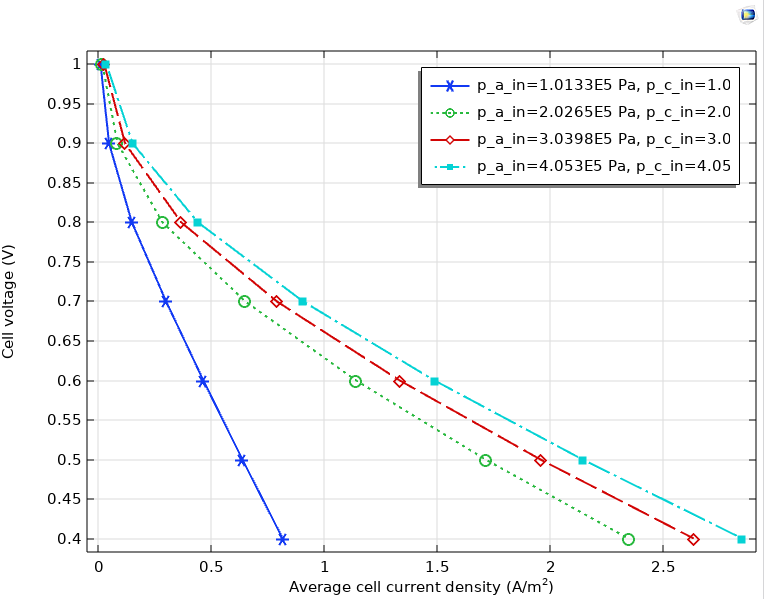 p_a_in=1.0133E5 Pa, p_c_in=1.0
p_a_in=2.0265E5 Pa, p_c_in=2.0
p_a_in=3.0398E5 Pa, p_c_in=3.0
p_a_in=4.053E5 Pa, p_c_in=4.05
1
0.95
0.9
0.85
0.8
0.75
0.7
0.65
0.6
0.55
0.5
0.45
0.4
Cell voltage (V)
0 0.5 1 1.5 2 2.5
Average cell current density (A/m²)